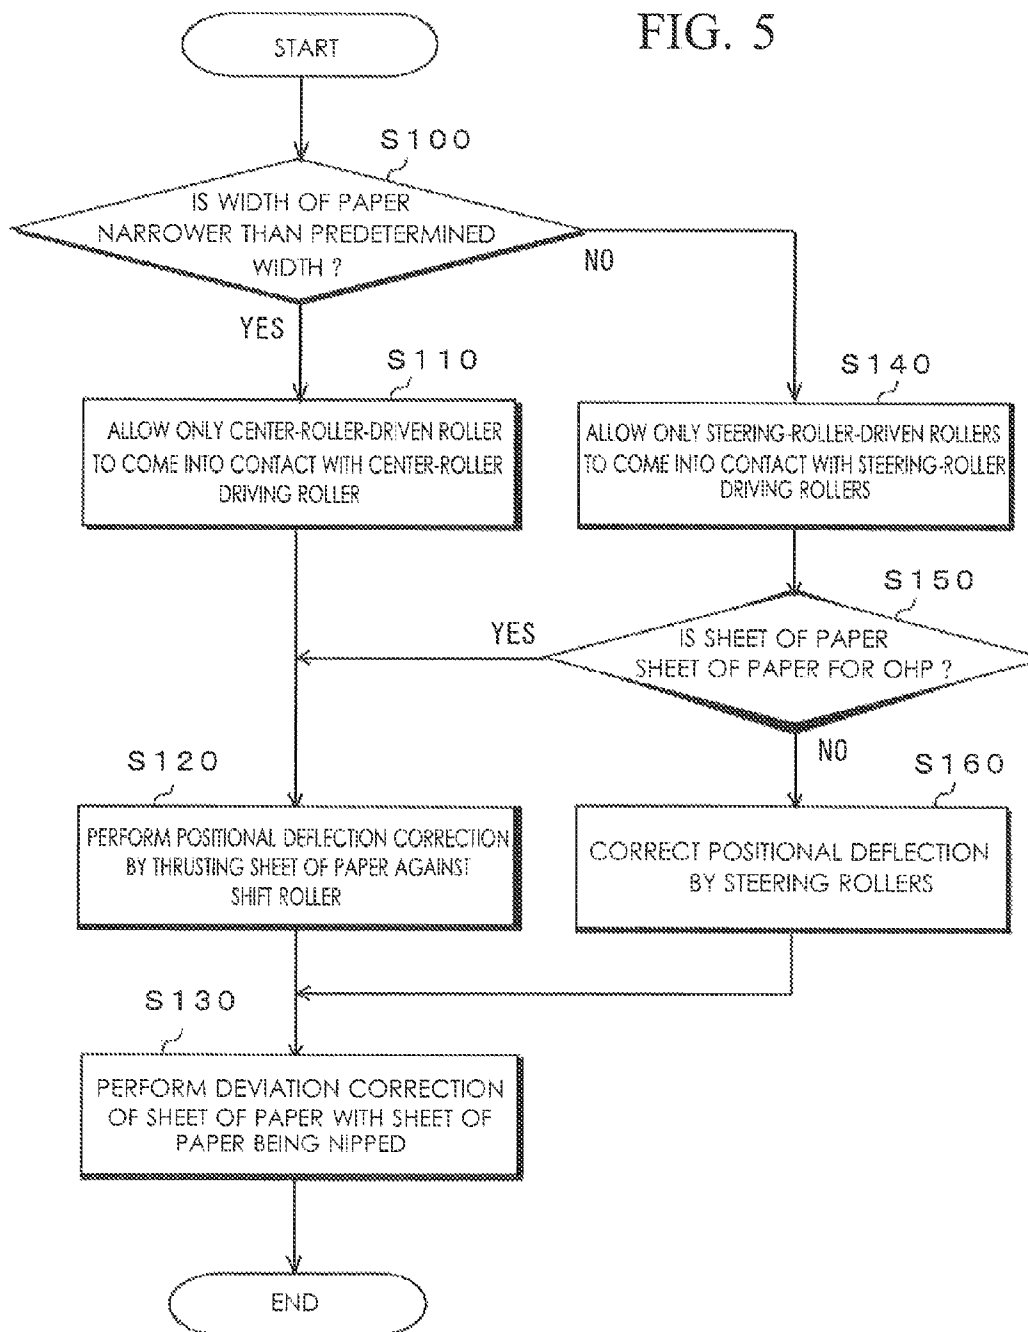 FIG. 5
START
S100
IS WIDTH OF PAPER
NARROWER THAN PREDETERMINED
WIDTH ?
NO
YES
S110
ALLOW ONLY CENTER-ROLLER-DRIVEN ROLLER
TO COME INTO CONTACT WITH CENTER-ROLLER
DRIVING ROLLER
S140
ALLOW ONLY STEERING-ROLLER-DRIVEN ROLLERS
TO COME INTO CONTACT WITH STEERING-ROLLER
DRIVING ROLLERS
S150
IS SHEET OF PAPER
SHEET OF PAPER FOR OHP ?
YES
NO
S120
PERFORM POSITIONAL DEFLECTION CORRECTION
BY THRUSTING SHEET OF PAPER AGAINST
SHIFT ROLLER
S160
CORRECT POSITIONAL DEFLECTION
BY STEERING ROLLERS
S130
PERFORM DEVIATION CORRECTION
OF SHEET OF PAPER WITH SHEET OF
PAPER BEING NIPPED
END